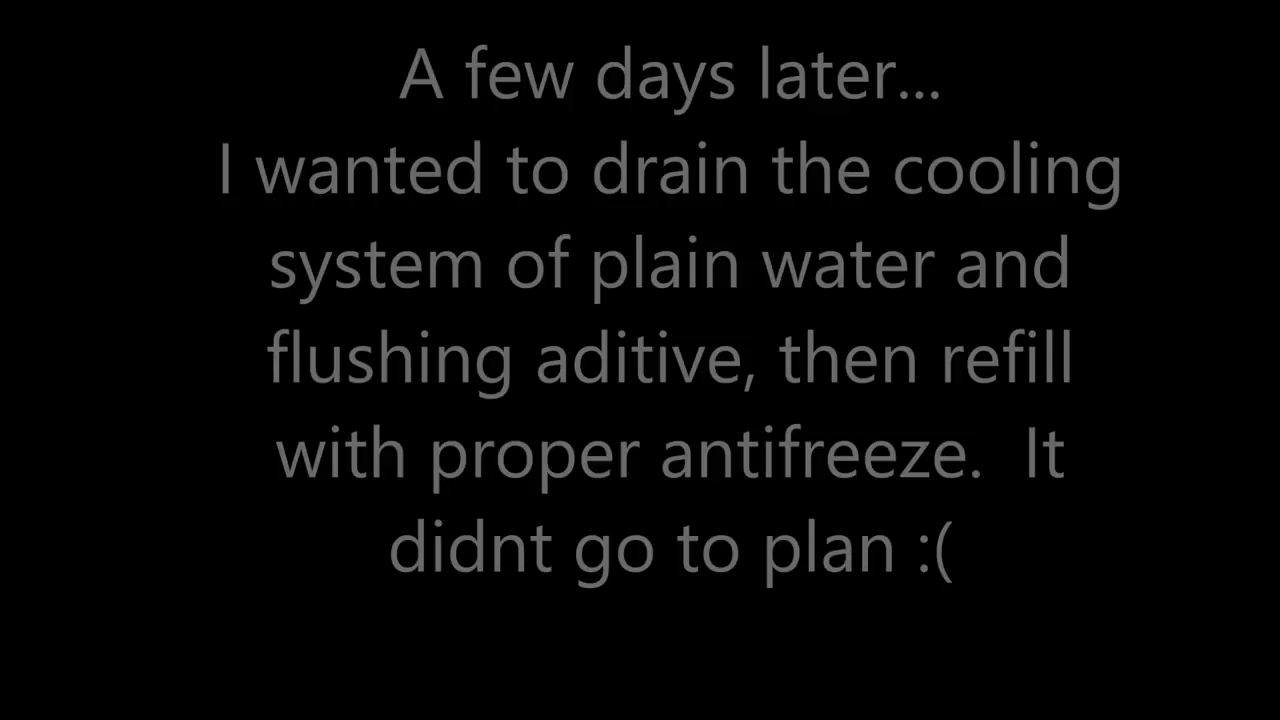 A few days later...
I wanted to drain the cooling
system of plain water and
flushing aditive, then refill
with proper antifreeze.  It
didnt go to plan :(